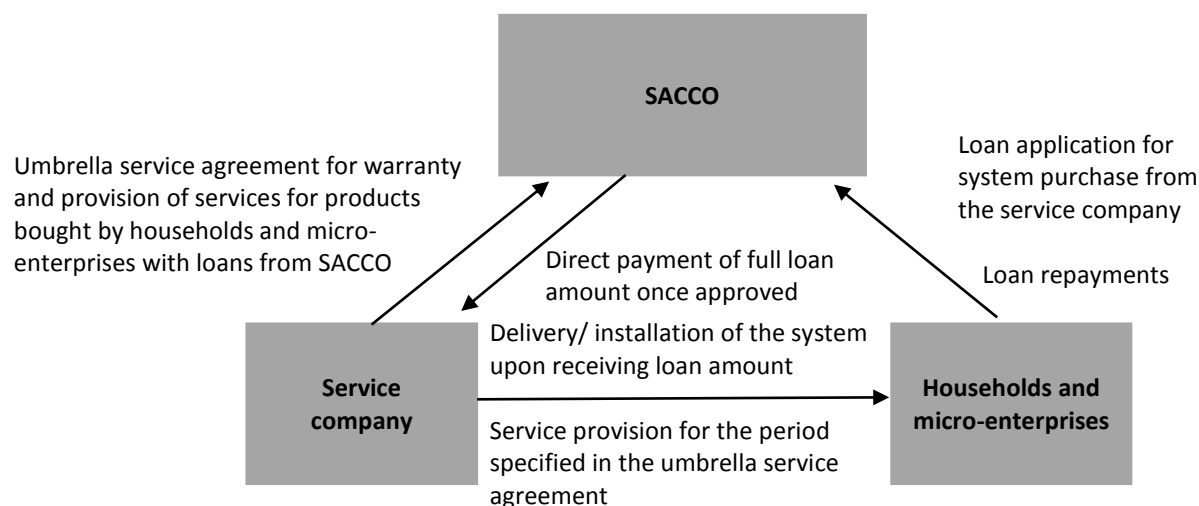 SACCO
Umbrella service agreement for warranty
and provision of services for products
bought by households and micro-
enterprises with loans from SACCO
Loan application for
system purchase from
the service company
Direct payment of full loan
amount once approved
Loan repayments
Delivery/ installation of the system
upon receiving loan amount
Service
company
Households and
micro-enterprises
Service provision for the period
specified in the umbrella service
agreement